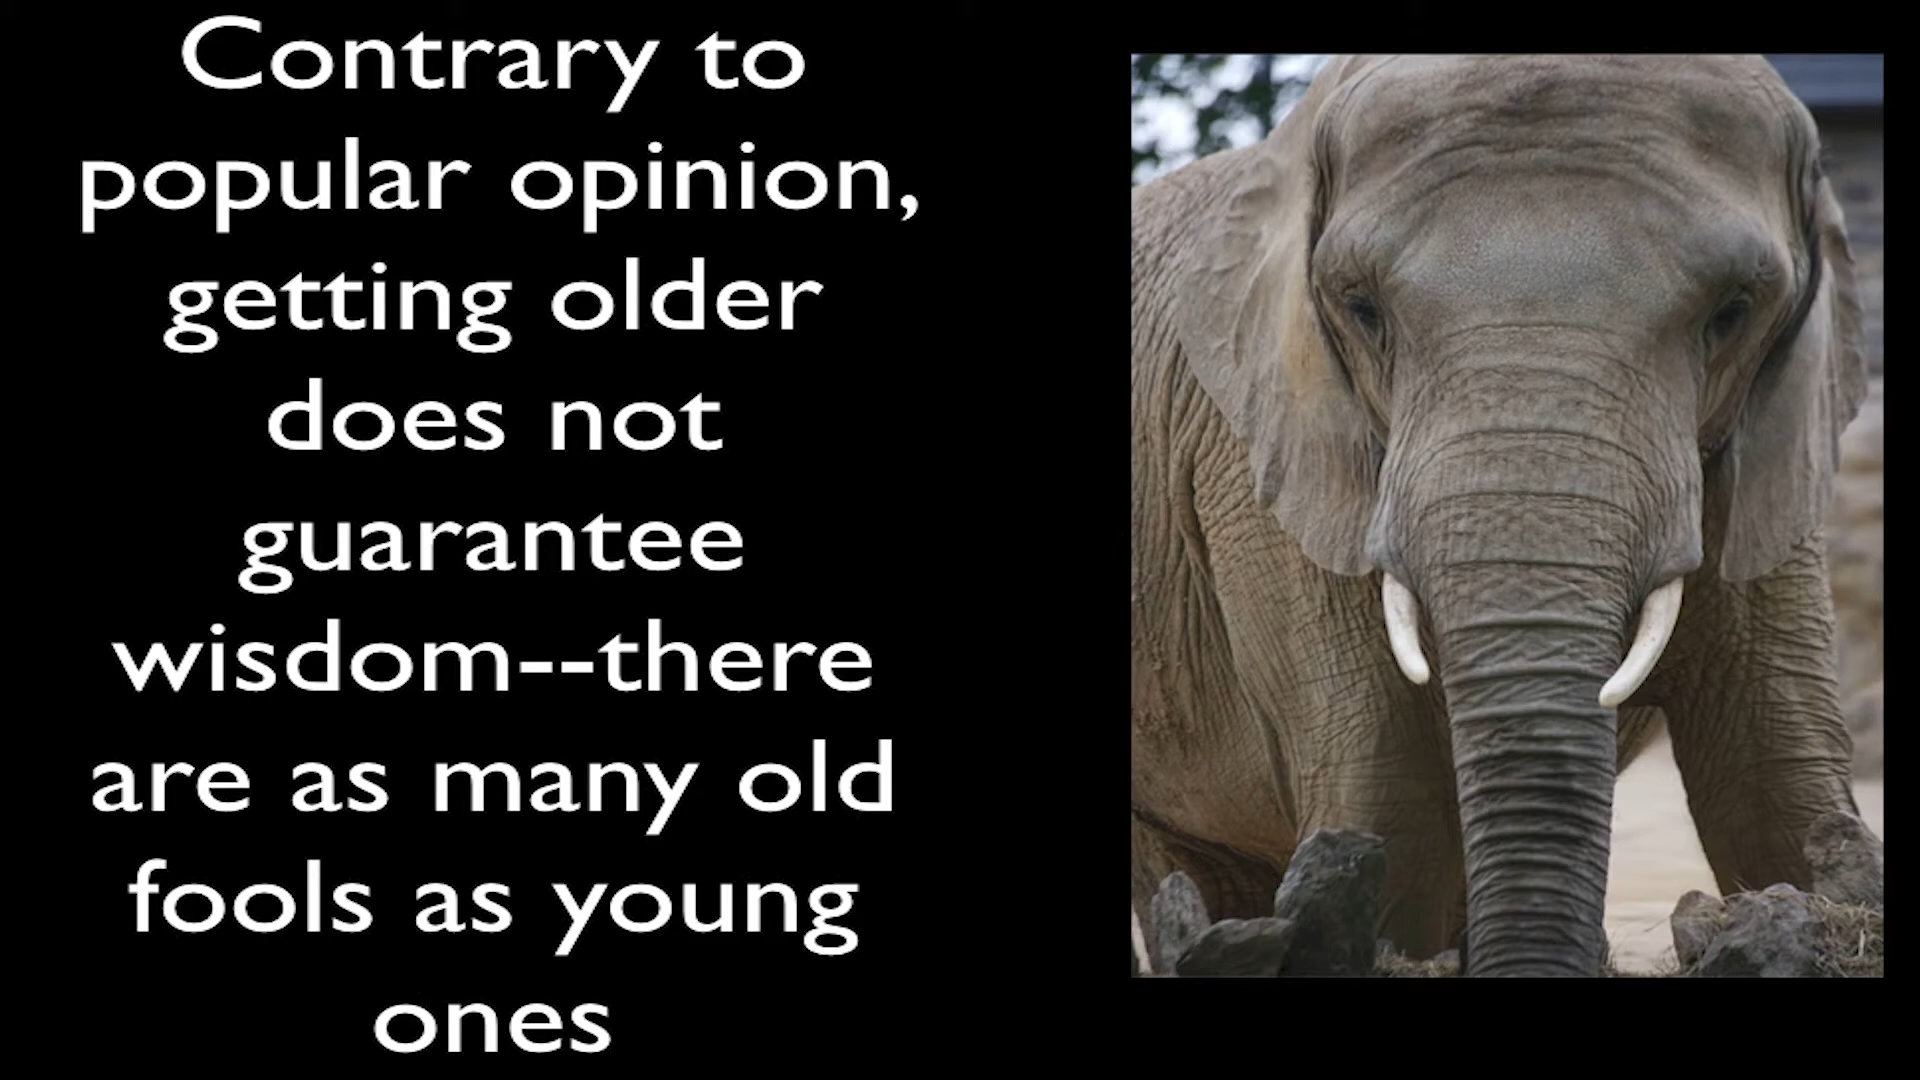 Contrary to
popular opinion,
getting older
does not
guarantee
wisdom--there
are as many old
fools as young
ones